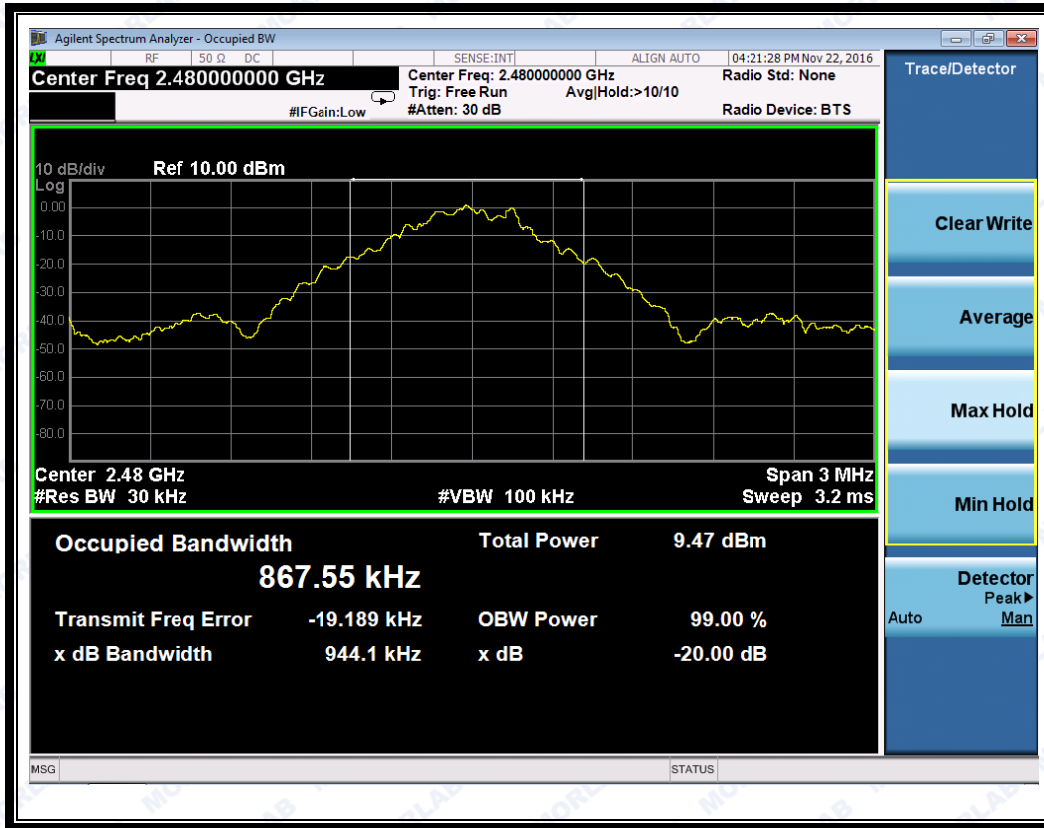 Agilent Spectrum Analyzer - Occupied BW
LXI RF 50 Ω DC SENSE:INT ALIGN AUTO 04:21:28 PM Nov 22, 2016
Center Freq 2.480000000 GHz
Center Freq: 2.480000000 GHz Radio Std: None
Trig: Free Run Avg|Hold:>10/10
#IFGain:Low #Atten: 30 dB Radio Device: BTS
Trace/Detector
10 dB/div Ref 10.00 dBm
Log
0.00
-10.0
-20.0
-30.0
-40.0
-50.0
-60.0
-70.0
-80.0
Center 2.48 GHz Span 3 MHz
#Res BW 30 kHz #VBW 100 kHz Sweep 3.2 ms
Occupied Bandwidth Total Power 9.47 dBm
867.55 kHz
Transmit Freq Error -19.189 kHz OBW Power 99.00 %
x dB Bandwidth 944.1 kHz x dB -20.00 dB
Clear Write
Average
Max Hold
Min Hold
Detector
Peak▶
Auto Man
MSG STATUS
MORLAB